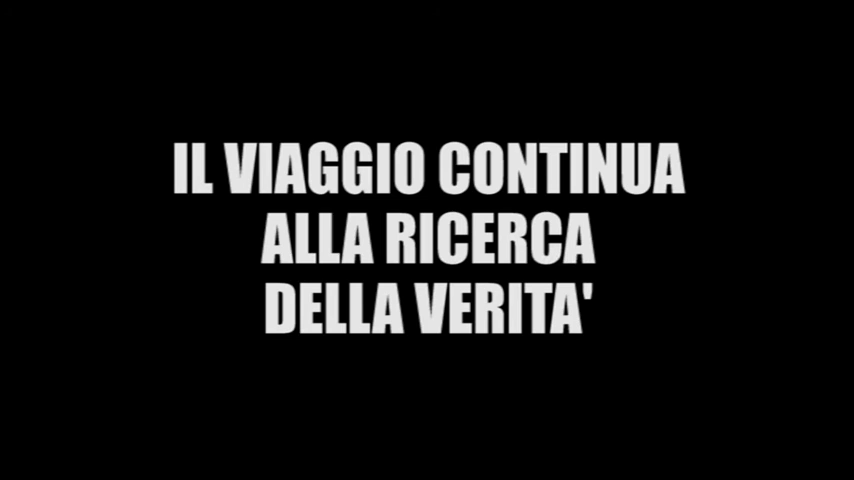 IL VIAGGIO CONTINUA
ALLA RICERCA
DELLA VERITA'